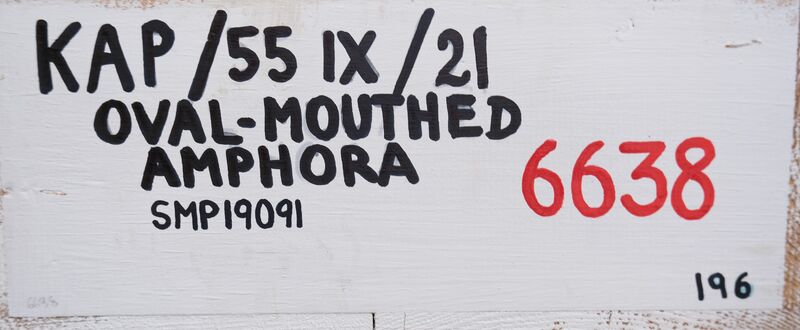 KAP/55 IX/21
OVAL-MOUTHED
AMPHORA
6638
SMP19091
196